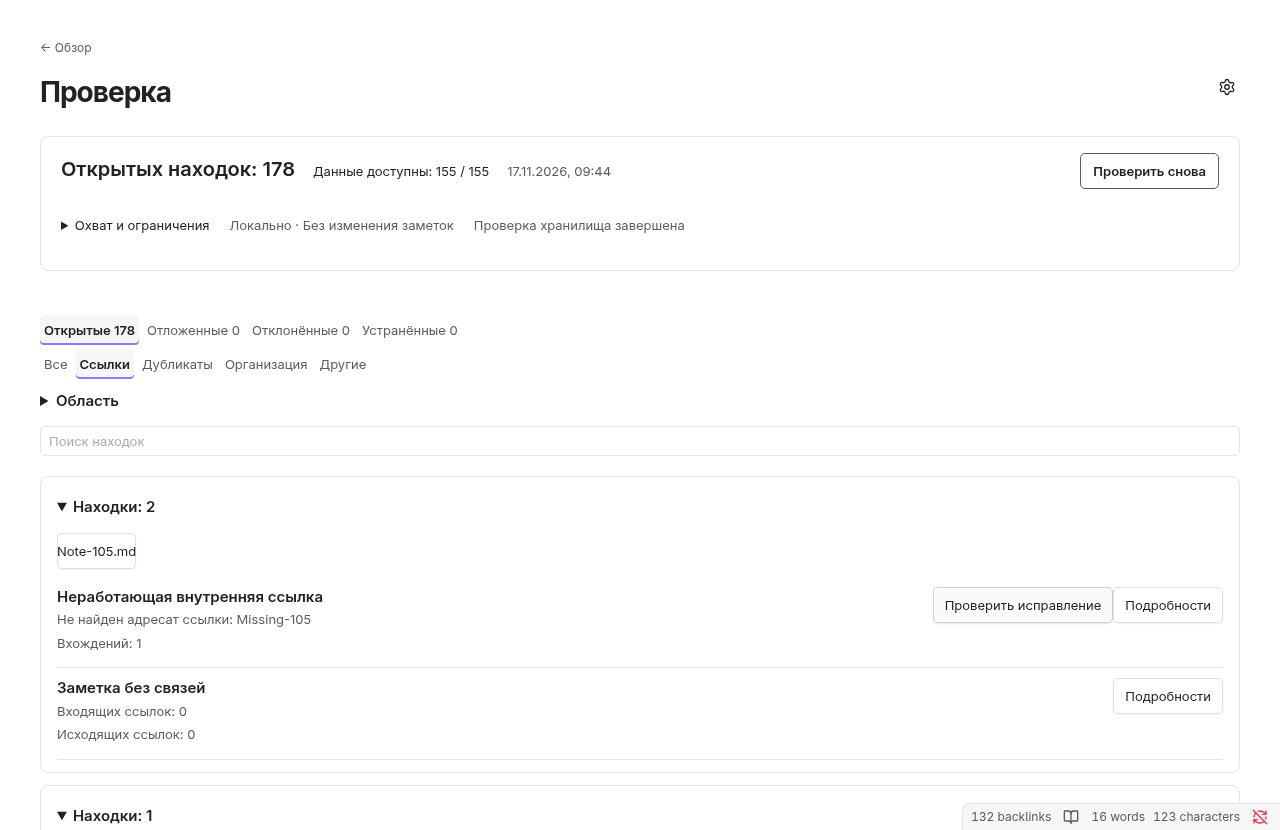 ← Обзор
Проверка
Открытых находок: 178 Данные доступны: 155 / 155 17.11.2026, 09:44 Проверить снова
▶ Охват и ограничения Локально · Без изменения заметок Проверка хранилища завершена
Открытые 178 Отложенные 0 Отклонённые 0 Устранённые 0
Все Ссылки Дубликаты Организация Другие
▶ Область
Поиск находок
▼ Находки: 2
Note-105.md
Неработающая внутренняя ссылка
Проверить исправление Подробности
Не найден адресат ссылки: Missing-105
Вхождений: 1
Заметка без связей
Подробности
Входящих ссылок: 0
Исходящих ссылок: 0
▼ Находки: 1
132 backlinks 16 words 123 characters